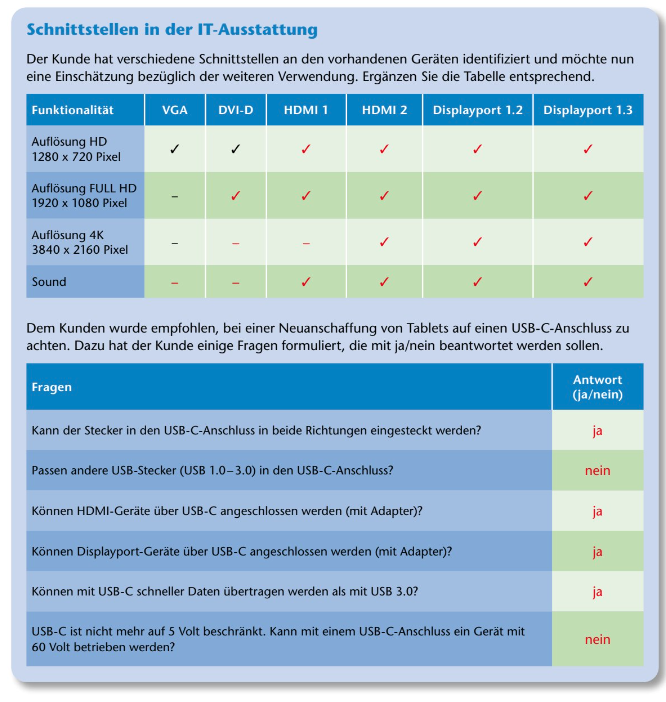 Schnittstellen in der IT-Ausstattung
Der Kunde hat verschiedene Schnittstellen an den vorhandenen Geräten identifiziert und möchte nun
eine Einschätzung bezüglich der weiteren Verwendung. Ergänzen Sie die Tabelle entsprechend.
Funktionalität VGA DVI-D HDMI 1 HDMI 2 Displayport 1.2 Displayport 1.3
Auflösung HD
1280 x 720 Pixel ✓ ✓ ✓ ✓ ✓ ✓
Auflösung FULL HD
1920 x 1080 Pixel – ✓ ✓ ✓ ✓ ✓
Auflösung 4K
3840 x 2160 Pixel – – – ✓ ✓ ✓
Sound – – ✓ ✓ ✓ ✓
Dem Kunden wurde empfohlen, bei einer Neuanschaffung von Tablets auf einen USB-C-Anschluss zu
achten. Dazu hat der Kunde einige Fragen formuliert, die mit ja/nein beantwortet werden sollen.
Fragen Antwort
(ja/nein)
Kann der Stecker in den USB-C-Anschluss in beide Richtungen eingesteckt werden? ja
Passen andere USB-Stecker (USB 1.0–3.0) in den USB-C-Anschluss? nein
Können HDMI-Geräte über USB-C angeschlossen werden (mit Adapter)? ja
Können Displayport-Geräte über USB-C angeschlossen werden (mit Adapter)? ja
Können mit USB-C schneller Daten übertragen werden als mit USB 3.0? ja
USB-C ist nicht mehr auf 5 Volt beschränkt. Kann mit einem USB-C-Anschluss ein Gerät mit
60 Volt betrieben werden? nein